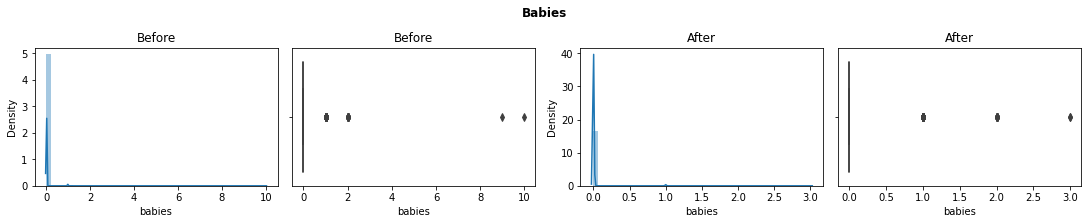 Babies
Before
Before
After
After
5
4
3
2
1
0
Density
0 2 4 6 8 10
babies
0 2 4 6 8 10
babies
40
30
20
10
0
Density
0.0 0.5 1.0 1.5 2.0 2.5 3.0
babies
0.0 0.5 1.0 1.5 2.0 2.5 3.0
babies